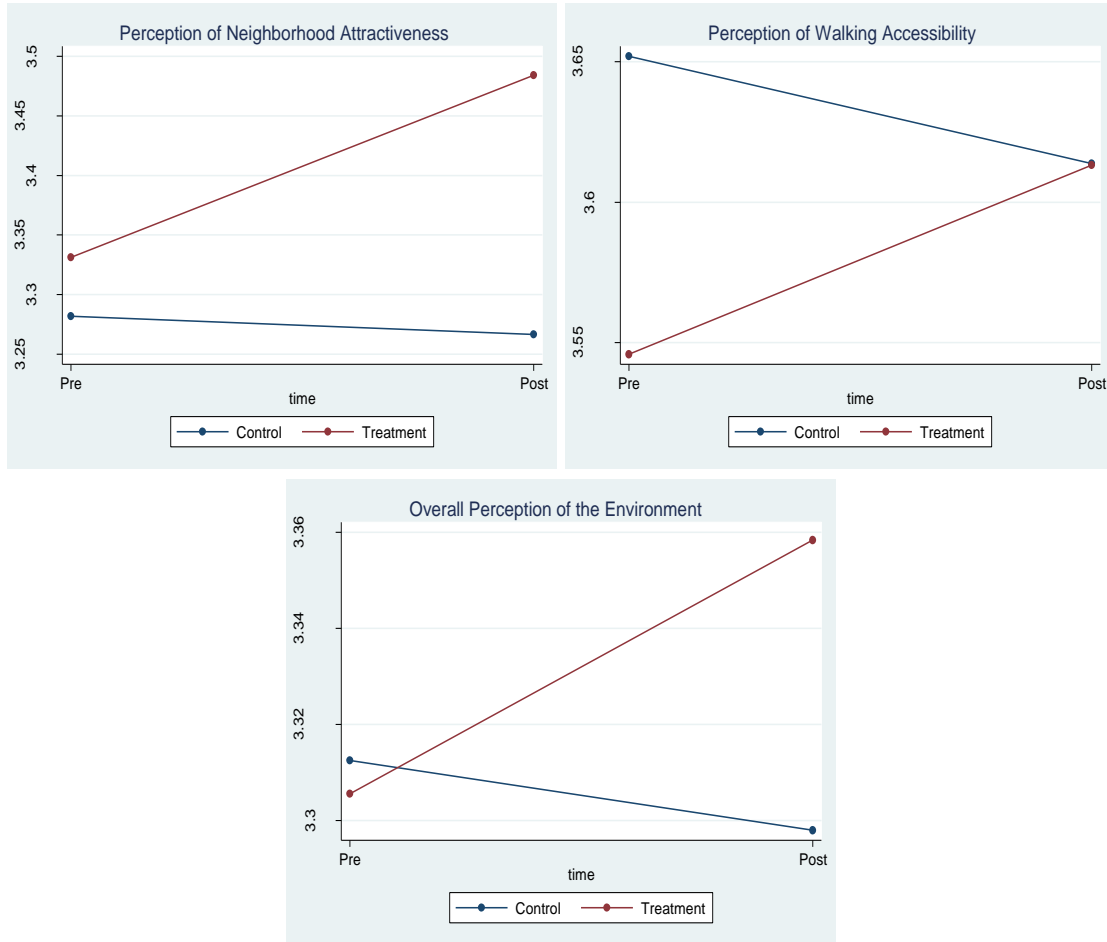 Perception of Neighborhood Attractiveness
3.5
3.45
3.4
3.35
3.3
3.25
Pre
Post
time
Control
Treatment
Perception of Walking Accessibility
3.65
3.6
3.55
Pre
Post
time
Control
Treatment
Overall Perception of the Environment
3.36
3.34
3.32
3.3
Pre
Post
time
Control
Treatment